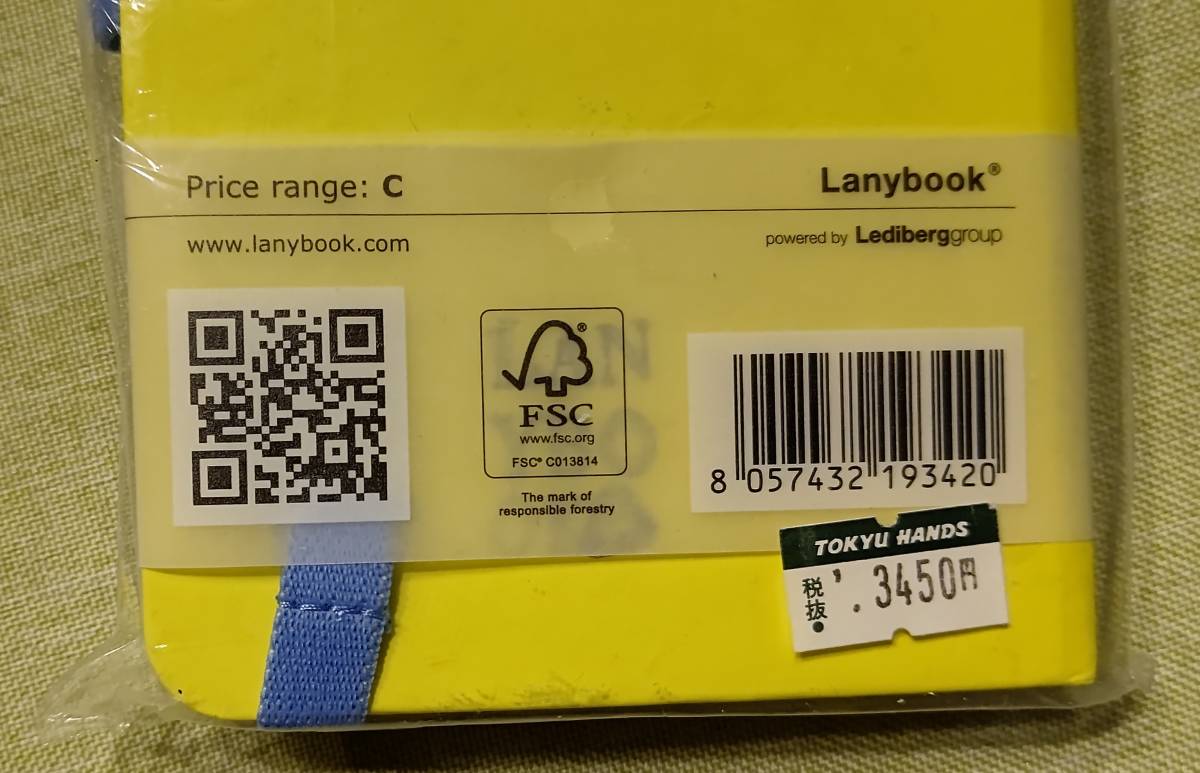 Price range: C
Lanybook®
www.lanybook.com
powered by Lediberggroup
FSC®
www.fsc.org
FSC® C013814
The mark of
responsible forestry
8 057432 193420
TOKYU HANDS
税抜 3450円